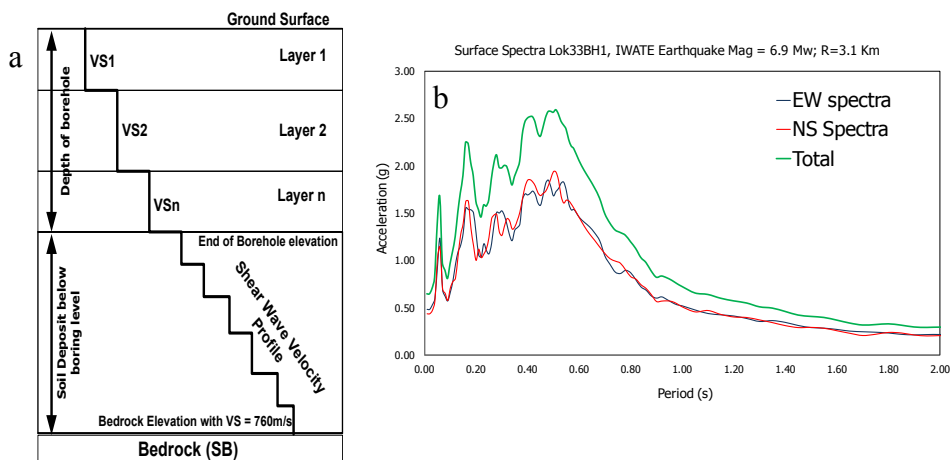 a
Ground Surface
VS1
Layer 1
VS2
Layer 2
VSn
Layer n
Depth of borehole
End of Borehole elevation
Shear Wave Velocity
Profile
Soil Deposit below
boring level
Bedrock Elevation with VS = 760m/s
Bedrock (SB)
Surface Spectra Lok33BH1, IWATE Earthquake Mag = 6.9 Mw; R=3.1 Km
b
EW spectra
NS Spectra
Total
Acceleration (g)
3.00
2.50
2.00
1.50
1.00
0.50
0.00
0.00 0.20 0.40 0.60 0.80 1.00 1.20 1.40 1.60 1.80 2.00
Period (s)